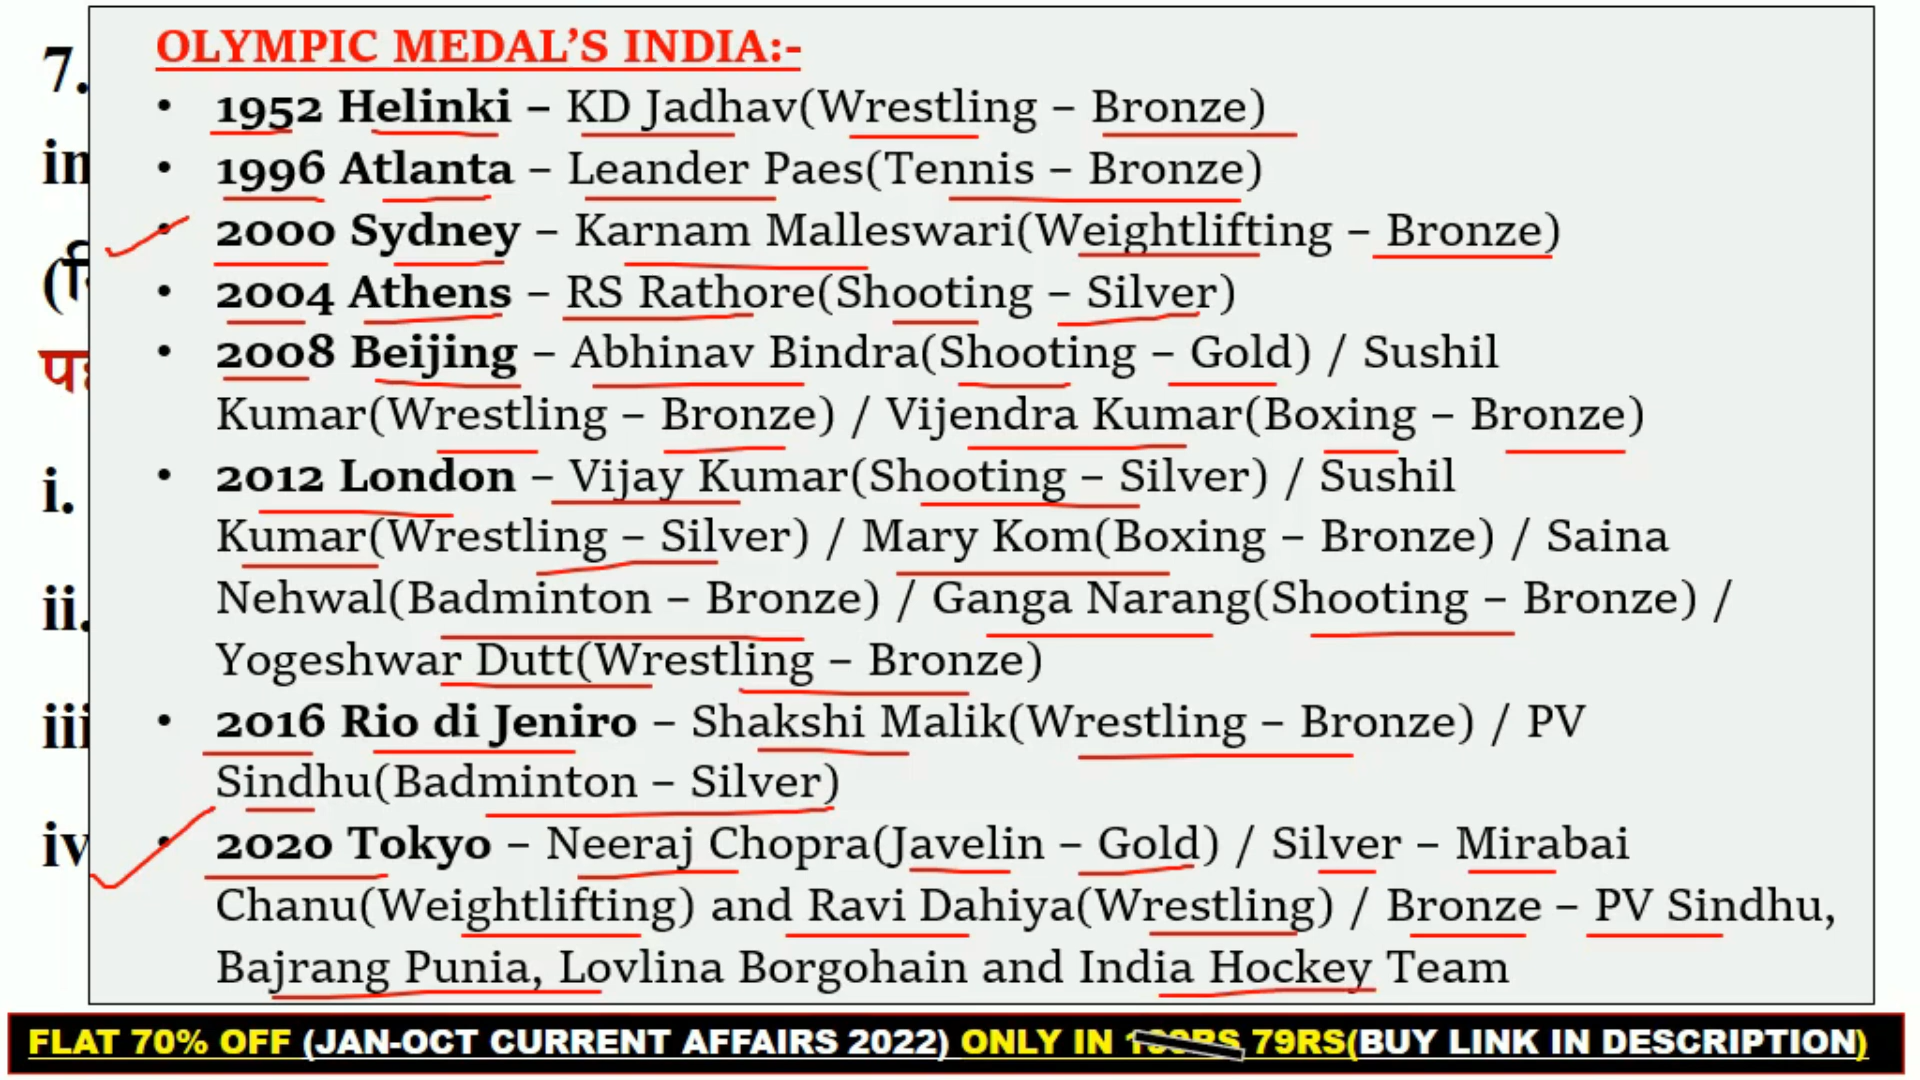 OLYMPIC MEDAL'S INDIA:-
7.
• 1952 Helinki – KD Jadhav(Wrestling – Bronze)
in
• 1996 Atlanta – Leander Paes(Tennis – Bronze)
• 2000 Sydney – Karnam Malleswari(Weightlifting – Bronze)
• 2004 Athens – RS Rathore(Shooting – Silver)
• 2008 Beijing – Abhinav Bindra(Shooting – Gold) / Sushil
Kumar(Wrestling – Bronze) / Vijendra Kumar(Boxing – Bronze)
i.
• 2012 London – Vijay Kumar(Shooting – Silver) / Sushil
Kumar(Wrestling – Silver) / Mary Kom(Boxing – Bronze) / Saina
ii.
Nehwal(Badminton – Bronze) / Ganga Narang(Shooting – Bronze) /
Yogeshwar Dutt(Wrestling – Bronze)
iii
• 2016 Rio di Jeniro – Shakshi Malik(Wrestling – Bronze) / PV
Sindhu(Badminton – Silver)
iv
• 2020 Tokyo – Neeraj Chopra(Javelin – Gold) / Silver – Mirabai
Chanu(Weightlifting) and Ravi Dahiya(Wrestling) / Bronze – PV Sindhu,
Bajrang Punia, Lovlina Borgohain and India Hockey Team
FLAT 70% OFF (JAN-OCT CURRENT AFFAIRS 2022) ONLY IN 79RS(BUY LINK IN DESCRIPTION)